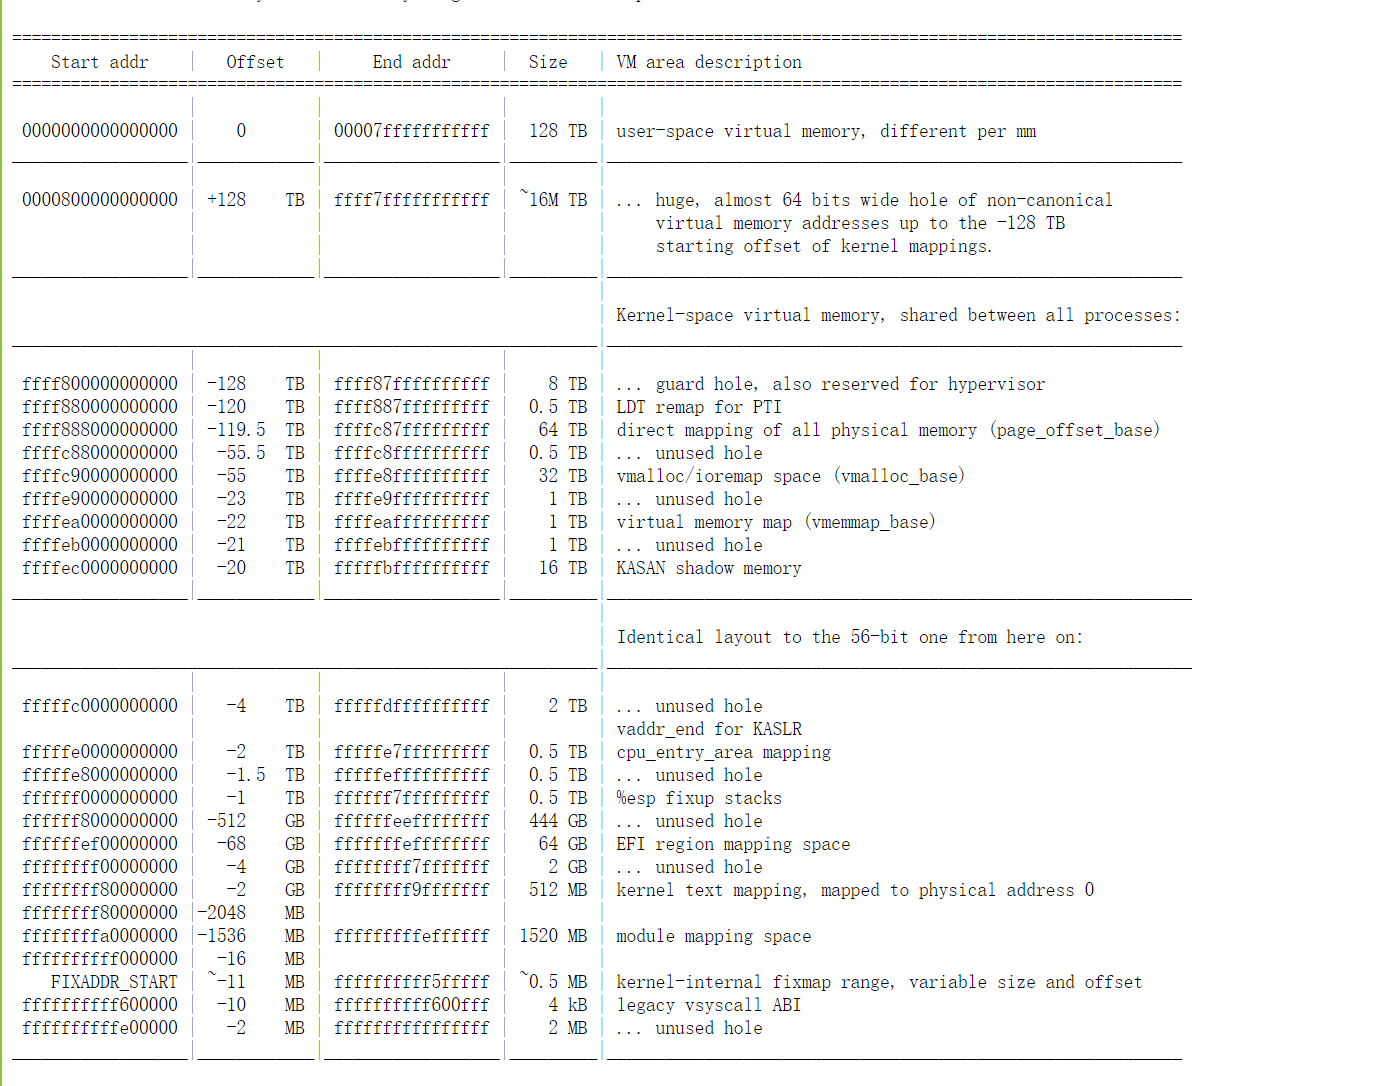 Start addr | Offset | End addr | Size | VM area description
0000000000000000 | 0 | 00007fffffffffff | 128 TB | user-space virtual memory, different per mm
0000800000000000 | +128 TB | ffff7fffffffffff | ~16M TB | ... huge, almost 64 bits wide hole of non-canonical
virtual memory addresses up to the -128 TB
starting offset of kernel mappings.
Kernel-space virtual memory, shared between all processes:
ffff800000000000 | -128 TB | ffff87ffffffffff | 8 TB | ... guard hole, also reserved for hypervisor
ffff880000000000 | -120 TB | ffff887fffffffff | 0.5 TB | LDT remap for PTI
ffff888000000000 | -119.5 TB | ffffc87fffffffff | 64 TB | direct mapping of all physical memory (page_offset_base)
ffffc88000000000 | -55.5 TB | ffffc8ffffffffff | 0.5 TB | ... unused hole
ffffc90000000000 | -55 TB | ffffe8ffffffffff | 32 TB | vmalloc/ioremap space (vmalloc_base)
ffffe90000000000 | -23 TB | ffffe9ffffffffff | 1 TB | ... unused hole
ffffea0000000000 | -22 TB | ffffeaffffffffff | 1 TB | virtual memory map (vmemmap_base)
ffffeb0000000000 | -21 TB | ffffebffffffffff | 1 TB | ... unused hole
ffffec0000000000 | -20 TB | fffffbffffffffff | 16 TB | KASAN shadow memory
Identical layout to the 56-bit one from here on:
fffffc0000000000 | -4 TB | fffffdffffffffff | 2 TB | ... unused hole
vaddr_end for KASLR
fffffe0000000000 | -2 TB | fffffe7fffffffff | 0.5 TB | cpu_entry_area mapping
fffffe8000000000 | -1.5 TB | fffffeffffffffff | 0.5 TB | ... unused hole
ffffff0000000000 | -1 TB | ffffff7fffffffff | 0.5 TB | %esp fixup stacks
ffffff8000000000 | -512 GB | ffffffeeffffffff | 444 GB | ... unused hole
ffffffef00000000 | -68 GB | fffffffeffffffff | 64 GB | EFI region mapping space
ffffffff00000000 | -4 GB | ffffffff7fffffff | 2 GB | ... unused hole
ffffffff80000000 | -2 GB | ffffffff9fffffff | 512 MB | kernel text mapping, mapped to physical address 0
ffffffff80000000 |-2048 MB | | |
ffffffffa0000000 |-1536 MB | fffffffffeffffff | 1520 MB | module mapping space
ffffffffff000000 | -16 MB | | |
FIXADDR_START | ~-11 MB | ffffffffff5fffff | ~0.5 MB | kernel-internal fixmap range, variable size and offset
ffffffffff600000 | -10 MB | ffffffffff600fff | 4 kB | legacy vsyscall ABI
ffffffffffe00000 | -2 MB | ffffffffffffffff | 2 MB | ... unused hole